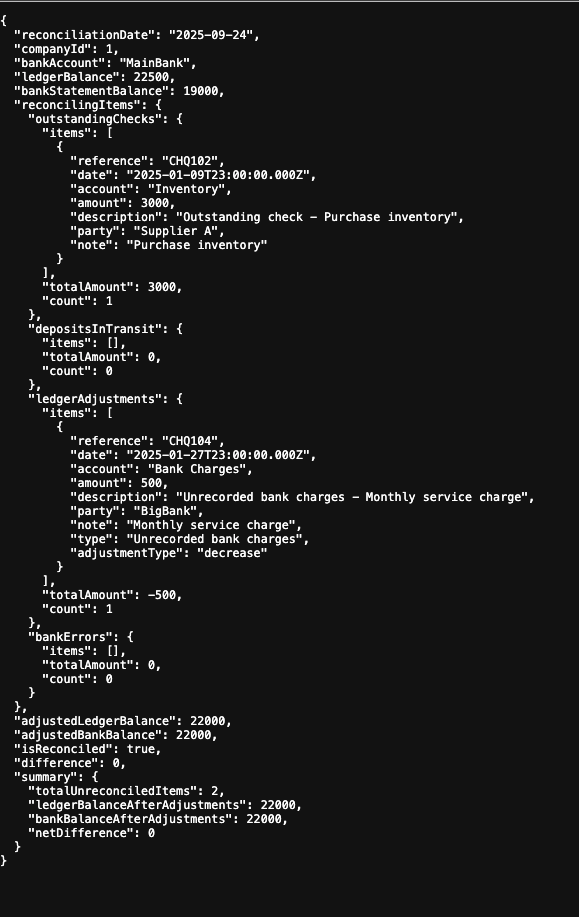 {
  "reconciliationDate": "2025-09-24",
  "companyId": 1,
  "bankAccount": "MainBank",
  "ledgerBalance": 22500,
  "bankStatementBalance": 19000,
  "reconcilingItems": {
    "outstandingChecks": {
      "items": [
        {
          "reference": "CHQ102",
          "date": "2025-01-09T23:00:00.000Z",
          "account": "Inventory",
          "amount": 3000,
          "description": "Outstanding check - Purchase inventory",
          "party": "Supplier A",
          "note": "Purchase inventory"
        }
      ],
      "totalAmount": 3000,
      "count": 1
    },
    "depositsInTransit": {
      "items": [],
      "totalAmount": 0,
      "count": 0
    },
    "ledgerAdjustments": {
      "items": [
        {
          "reference": "CHQ104",
          "date": "2025-01-27T23:00:00.000Z",
          "account": "Bank Charges",
          "amount": 500,
          "description": "Unrecorded bank charges - Monthly service charge",
          "party": "BigBank",
          "note": "Monthly service charge",
          "type": "Unrecorded bank charges",
          "adjustmentType": "decrease"
        }
      ],
      "totalAmount": -500,
      "count": 1
    },
    "bankErrors": {
      "items": [],
      "totalAmount": 0,
      "count": 0
    }
  },
  "adjustedLedgerBalance": 22000,
  "adjustedBankBalance": 22000,
  "isReconciled": true,
  "difference": 0,
  "summary": {
    "totalUnreconciledItems": 2,
    "ledgerBalanceAfterAdjustments": 22000,
    "bankBalanceAfterAdjustments": 22000,
    "netDifference": 0
  }
}